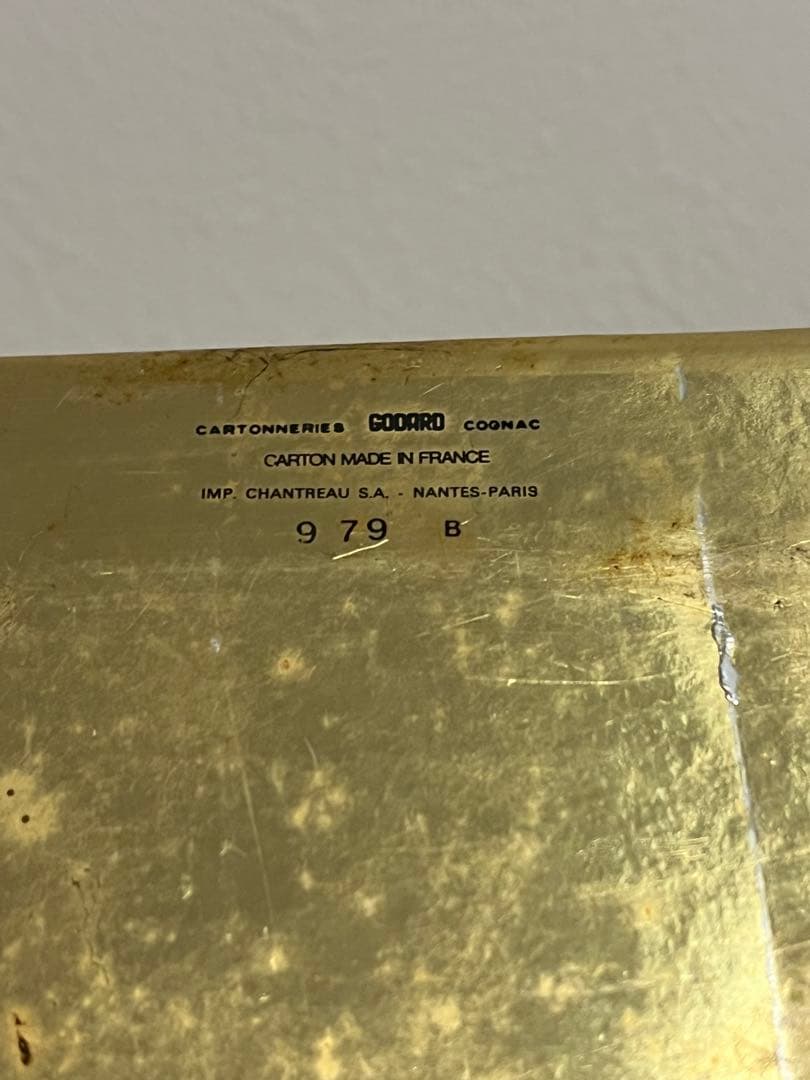 CARTONNERIES GODARD COGNAC
CARTON MADE IN FRANCE
IMP. CHANTREAU S.A. - NANTES-PARIS
9 79 B